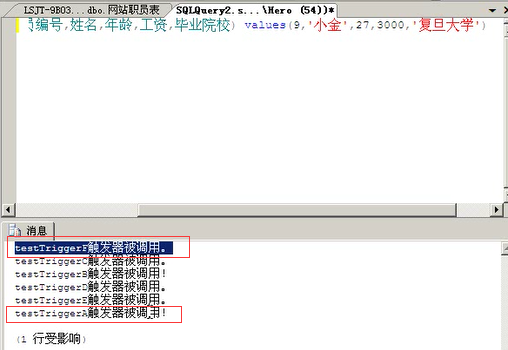 LSJT-9B03...dbo.网站职员表 SQLQuery2.s...\Hero (54))*
编号,姓名,年龄,工资,毕业院校) values(9,'小金',27,3000,'复旦大学')
消息
testTriggerF触发器被调用。
testTriggerC触发器被调用。
testTriggerB触发器被调用!
testTriggerD触发器被调用。
testTriggerE触发器被调用。
testTriggerA触发器被调用!
(1 行受影响)